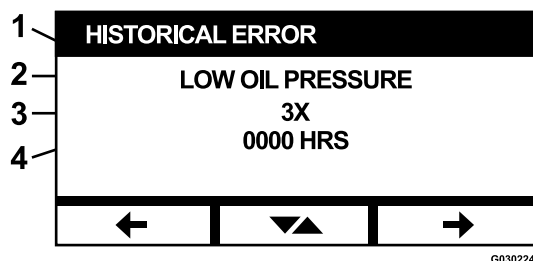 1
HISTORICAL ERROR
2
LOW OIL PRESSURE
3
3X
4
0000 HRS
G030224